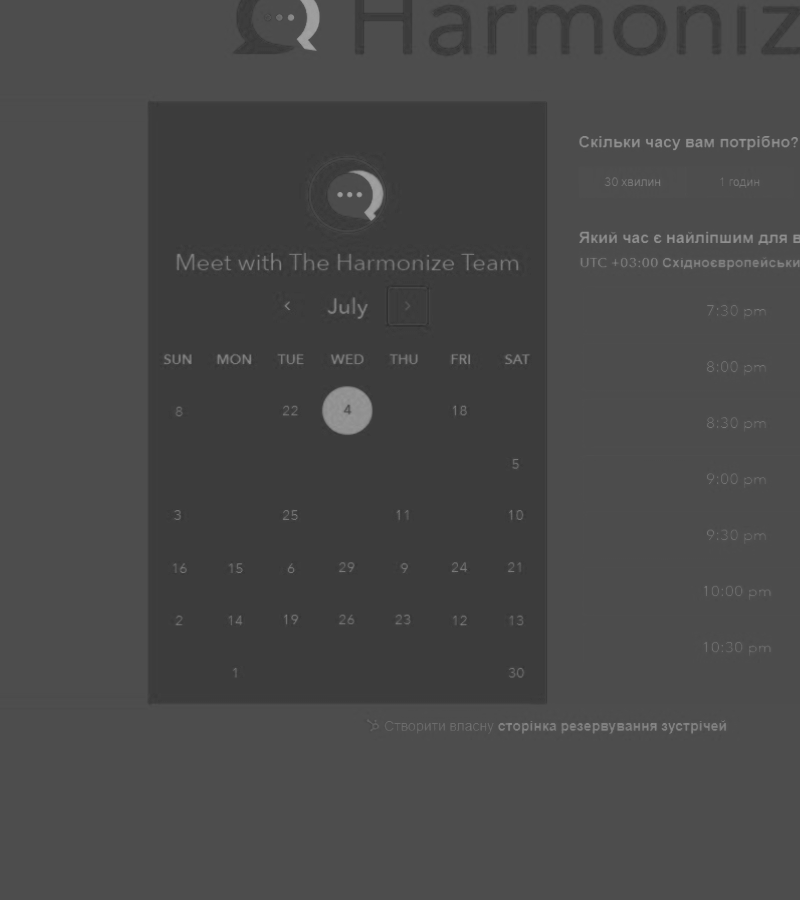 Harmoniz
Meet with The Harmonize Team
July
SUN MON TUE WED THU FRI SAT
8 22 4 18
5
3 25 11 10
16 15 6 29 9 24 21
2 14 19 26 23 12 13
1 30
Скільки часу вам потрібно?
30 хвилин 1 годин
Який час є найліпшим для в
UTC +03:00 Східноєвропейськи
7:30 pm
8:00 pm
8:30 pm
9:00 pm
9:30 pm
10:00 pm
10:30 pm
Створити власну сторінка резервування зустрічей